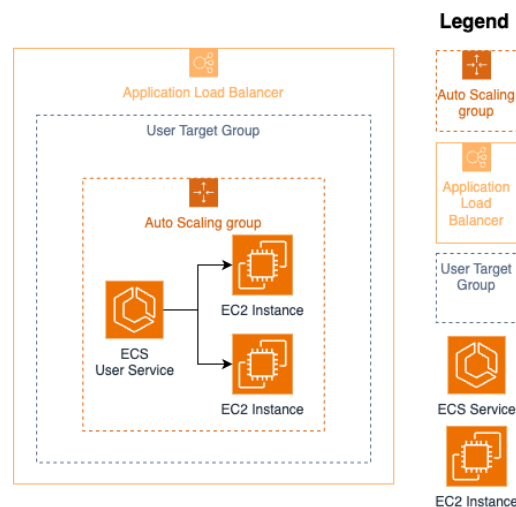 Legend
Application Load Balancer
User Target Group
Auto Scaling group
EC2 Instance
ECS
User Service
EC2 Instance
Auto Scaling
group
Application
Load
Balancer
User Target
Group
ECS Service
EC2 Instance